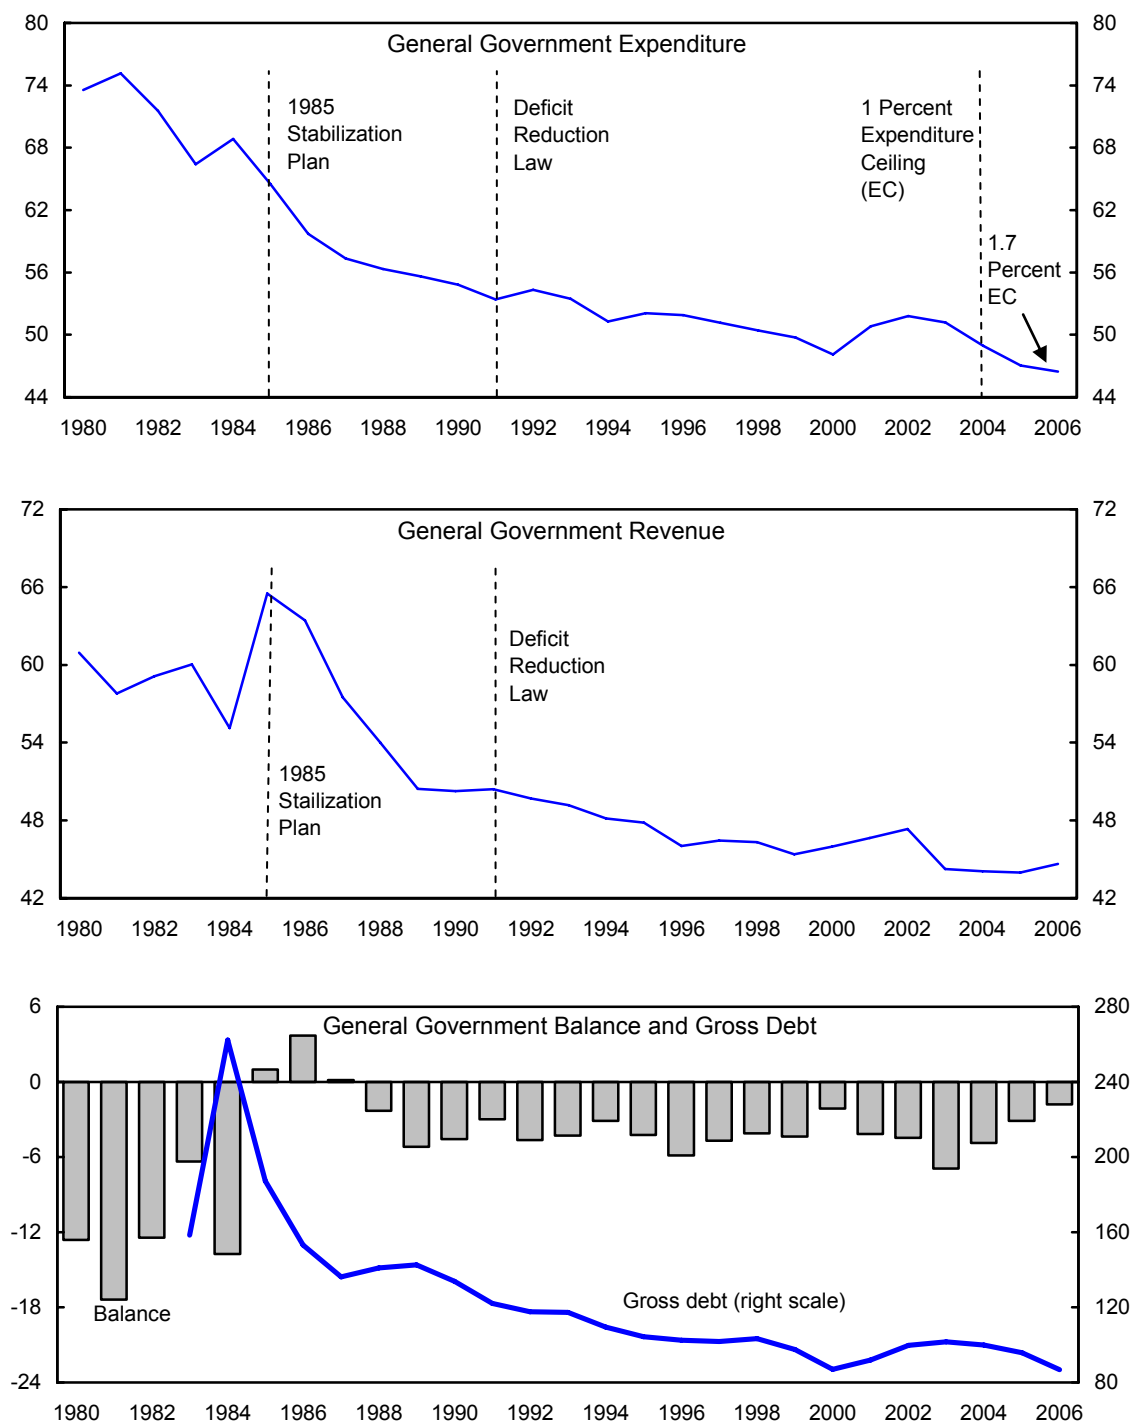 General Government Expenditure
80
74
68
62
56
50
44
80
74
68
62
56
50
44
1985
Stabilization
Plan
Deficit
Reduction
Law
1 Percent
Expenditure
Ceiling
(EC)
1.7
Percent
EC
1980 1982 1984 1986 1988 1990 1992 1994 1996 1998 2000 2002 2004 2006
General Government Revenue
72
66
60
54
48
42
72
66
60
54
48
42
Deficit
Reduction
Law
1985
Stailization
Plan
1980 1982 1984 1986 1988 1990 1992 1994 1996 1998 2000 2002 2004 2006
General Government Balance and Gross Debt
6
0
-6
-12
-18
-24
280
240
200
160
120
80
Balance
Gross debt (right scale)
1980 1982 1984 1986 1988 1990 1992 1994 1996 1998 2000 2002 2004 2006